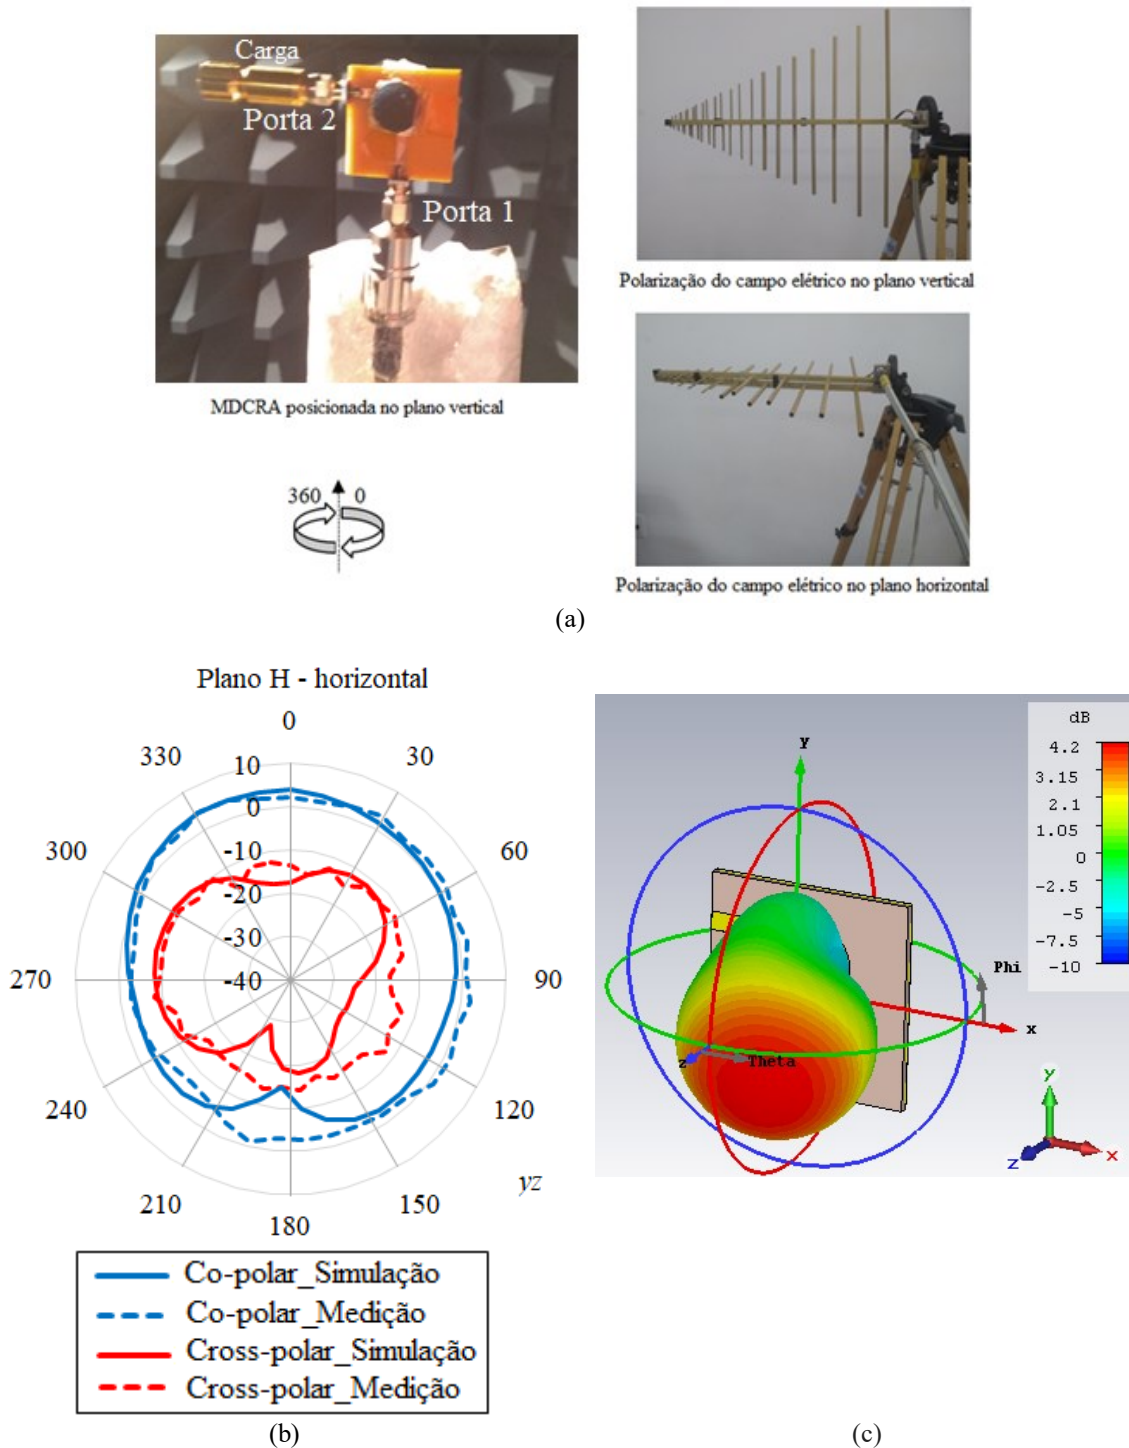 Carga
Porta 2
Porta 1
MDCRA posicionada no plano vertical
Polarização do campo elétrico no plano vertical
Polarização do campo elétrico no plano horizontal
360 0
(a)
Plano H - horizontal
0
330 30
10
0
300 60
-10
-20
-30
270 -40 90
240 120
210 150
yz
180
Co-polar_Simulação
Co-polar_Medição
Cross-polar_Simulação
Cross-polar_Medição
(b)
y
dB
4.2
3.15
2.1
1.05
0
-2.5
-5
-7.5
-10
Phi
x
z Theta
y
z x
(c)